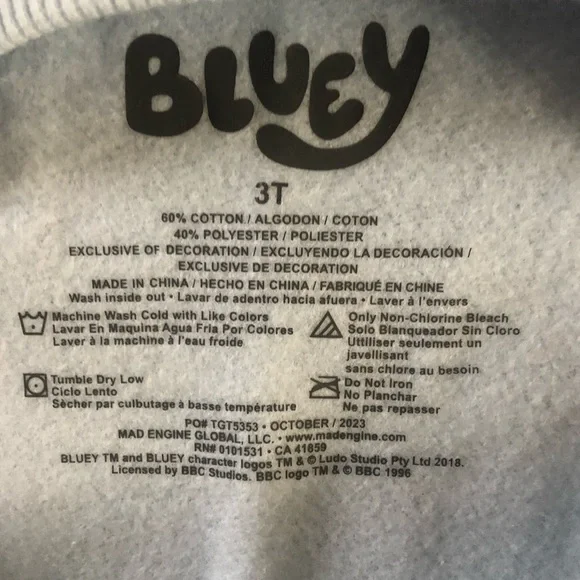 BLUEY
3T
60% COTTON / ALGODON / COTON
40% POLYESTER / POLIESTER
EXCLUSIVE OF DECORATION / EXCLUYENDO LA DECORACIÓN /
EXCLUSIVE DE DECORATION
MADE IN CHINA / HECHO EN CHINA / FABRIQUÉ EN CHINE
Wash inside out • Lavar de adentro hacia afuera • Laver à l'envers
Machine Wash Cold with Like Colors
Lavar En Maquina Agua Fria Por Colores
Laver à la machine à l'eau froide
Only Non-Chlorine Bleach
Solo Blanqueador Sin Cloro
Uttiliser seulement un
javellisant
sans chlore au besoin
Tumble Dry Low
Ciclo Lento
Sècher par culbutage à basse température
Do Not Iron
No Planchar
Ne pas repasser
PO# TGT5353 • OCTOBER / 2023
MAD ENGINE GLOBAL, LLC. • www.madengine.com
RN# 0101531 • CA 41859
BLUEY TM and BLUEY character logos TM & © Ludo Studio Pty Ltd 2018.
Licensed by BBC Studios. BBC logo TM & © BBC 1996